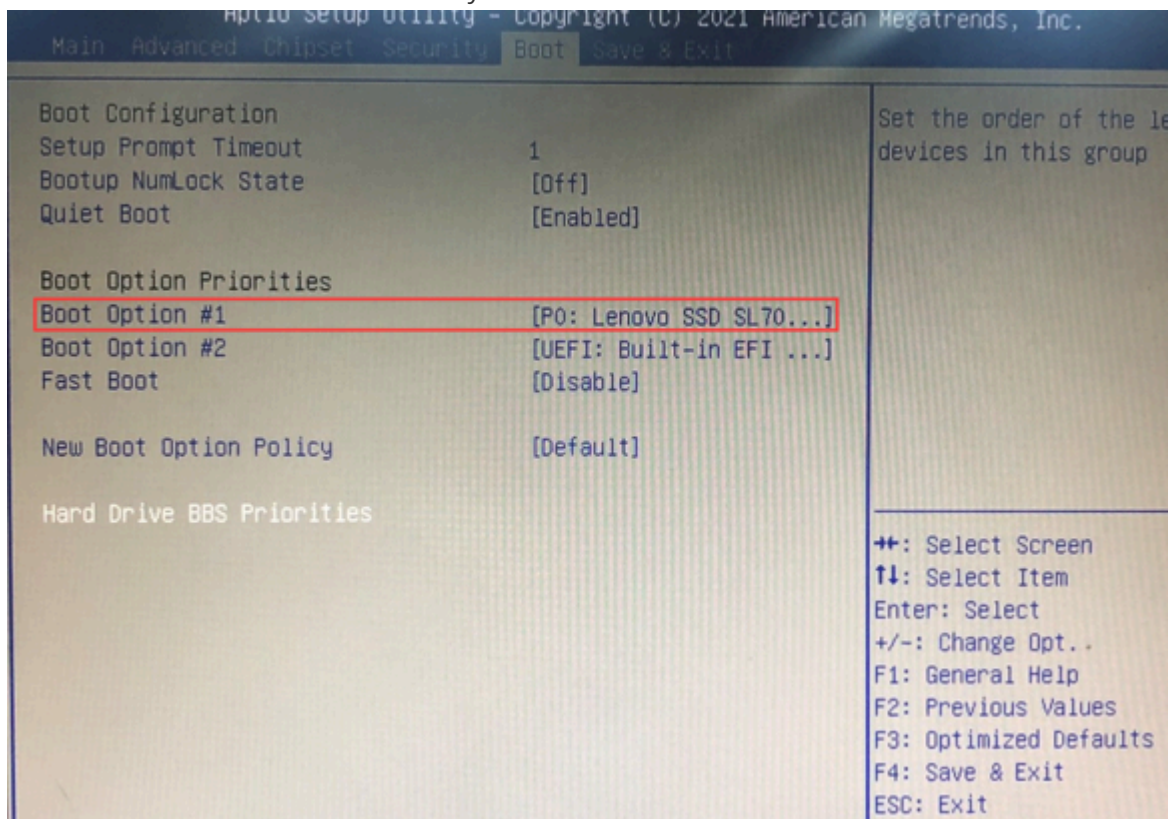 Aptio Setup Utility - Copyright (C) 2021 American Megatrends, Inc.
Main Advanced Chipset Security Boot Save & Exit
Boot Configuration
Setup Prompt Timeout 1
Bootup NumLock State [Off]
Quiet Boot [Enabled]
Boot Option Priorities
Boot Option #1 [P0: Lenovo SSD SL70...]
Boot Option #2 [UEFI: Built-in EFI ...]
Fast Boot [Disable]
New Boot Option Policy [Default]
Hard Drive BBS Priorities
Set the order of the
devices in this group
→←: Select Screen
↑↓: Select Item
Enter: Select
+/-: Change Opt..
F1: General Help
F2: Previous Values
F3: Optimized Defaults
F4: Save & Exit
ESC: Exit